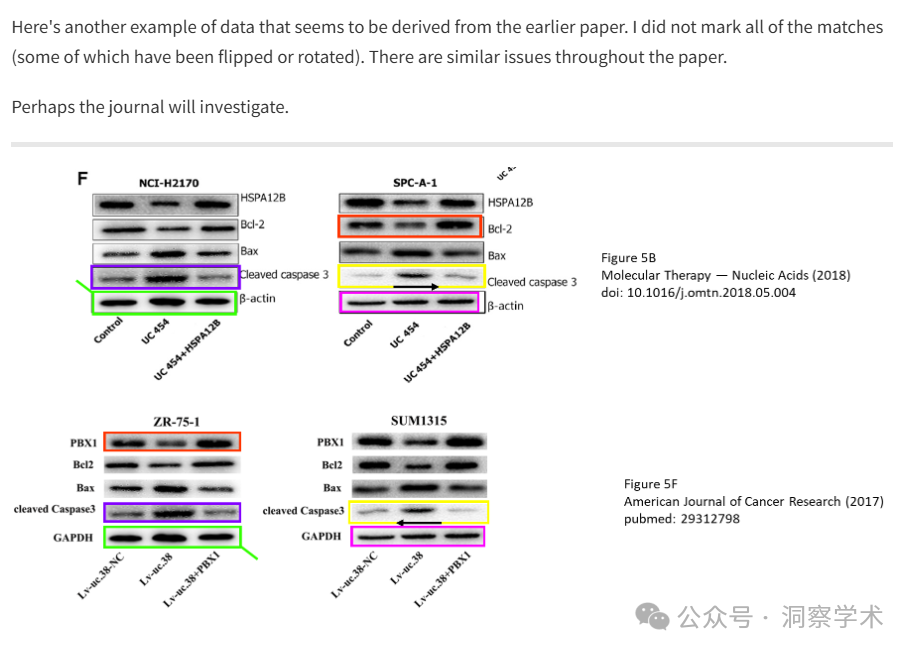 Here's another example of data that seems to be derived from the earlier paper. I did not mark all of the matches
(some of which have been flipped or rotated). There are similar issues throughout the paper.
Perhaps the journal will investigate.
F
NCI-H2170
HSPA12B
Bcl-2
Bax
Cleaved caspase 3
β-actin
Control
UC 454
UC 454+HSPA12B
UC 4
SPC-A-1
HSPA12B
Bcl-2
Bax
Cleaved caspase 3
β-actin
Control
UC 454
UC 454+HSPA12B
Figure 5B
Molecular Therapy — Nucleic Acids (2018)
doi: 10.1016/j.omtn.2018.05.004
ZR-75-1
PBX1
Bcl2
Bax
cleaved Caspase3
GAPDH
Lv-uc.38-NC
Lv-uc.38
Lv-uc.38+PBX1
SUM1315
PBX1
Bcl2
Bax
cleaved Caspase3
GAPDH
Lv-uc.38-NC
Lv-uc.38
Lv-uc.38+PBX1
Figure 5F
American Journal of Cancer Research (2017)
pubmed: 29312798
公众号 · 洞察学术